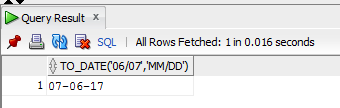 Query Result ×
SQL | All Rows Fetched: 1 in 0.016 seconds
TO_DATE('06/07','MM/DD')
1 07-06-17